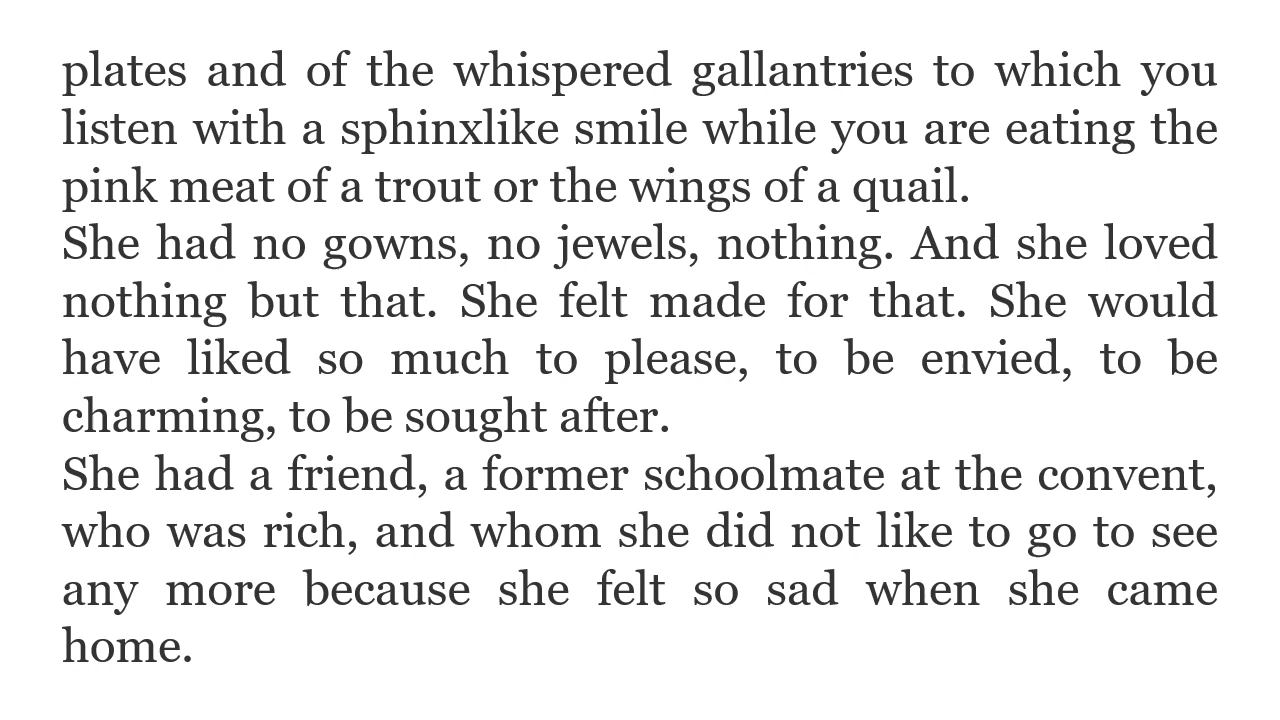 plates and of the whispered gallantries to which you
listen with a sphinxlike smile while you are eating the
pink meat of a trout or the wings of a quail.
She had no gowns, no jewels, nothing. And she loved
nothing but that. She felt made for that. She would
have liked so much to please, to be envied, to be
charming, to be sought after.
She had a friend, a former schoolmate at the convent,
who was rich, and whom she did not like to go to see
any more because she felt so sad when she came
home.